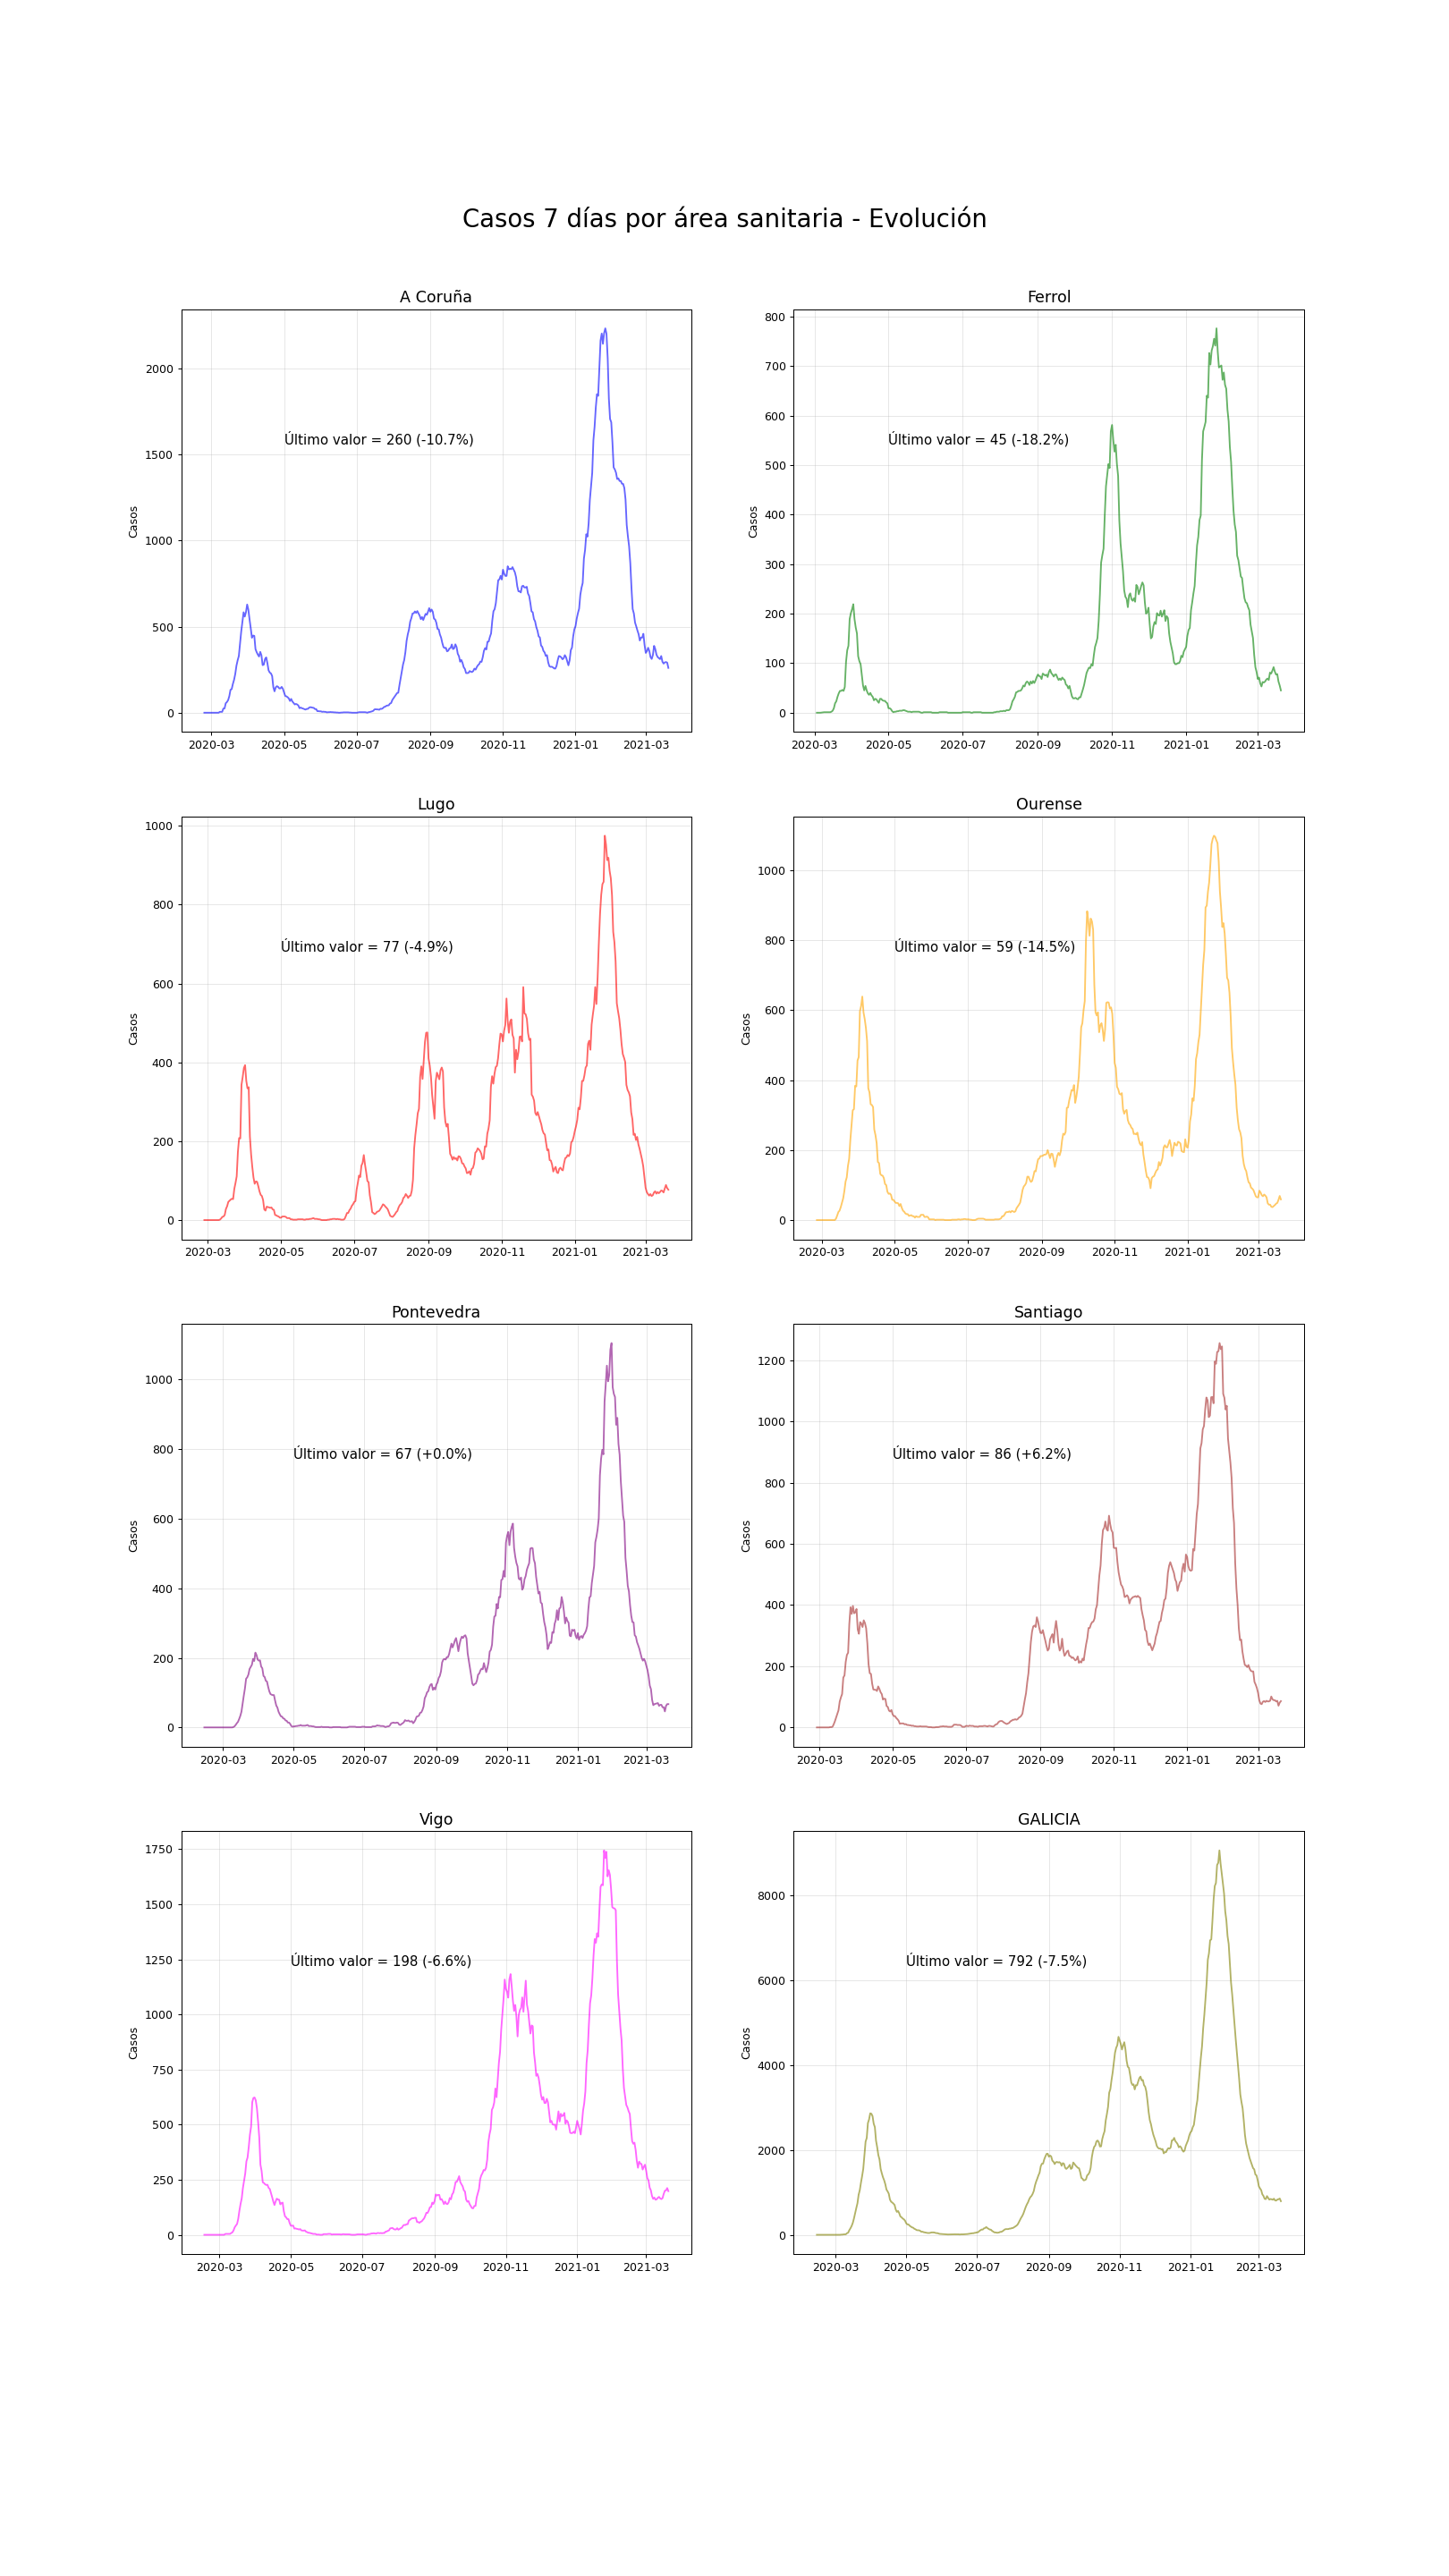 Casos 7 días por área sanitaria - Evolución
A Coruña
Casos
2000
1500
1000
500
0
Último valor = 260 (-10.7%)
2020-03 2020-05 2020-07 2020-09 2020-11 2021-01 2021-03
Ferrol
Casos
800
700
600
500
400
300
200
100
0
Último valor = 45 (-18.2%)
2020-03 2020-05 2020-07 2020-09 2020-11 2021-01 2021-03
Lugo
Casos
1000
800
600
400
200
0
Último valor = 77 (-4.9%)
2020-03 2020-05 2020-07 2020-09 2020-11 2021-01 2021-03
Ourense
Casos
1000
800
600
400
200
0
Último valor = 59 (-14.5%)
2020-03 2020-05 2020-07 2020-09 2020-11 2021-01 2021-03
Pontevedra
Casos
1000
800
600
400
200
0
Último valor = 67 (+0.0%)
2020-03 2020-05 2020-07 2020-09 2020-11 2021-01 2021-03
Santiago
Casos
1200
1000
800
600
400
200
0
Último valor = 86 (+6.2%)
2020-03 2020-05 2020-07 2020-09 2020-11 2021-01 2021-03
Vigo
Casos
1750
1500
1250
1000
750
500
250
0
Último valor = 198 (-6.6%)
2020-03 2020-05 2020-07 2020-09 2020-11 2021-01 2021-03
GALICIA
Casos
8000
6000
4000
2000
0
Último valor = 792 (-7.5%)
2020-03 2020-05 2020-07 2020-09 2020-11 2021-01 2021-03